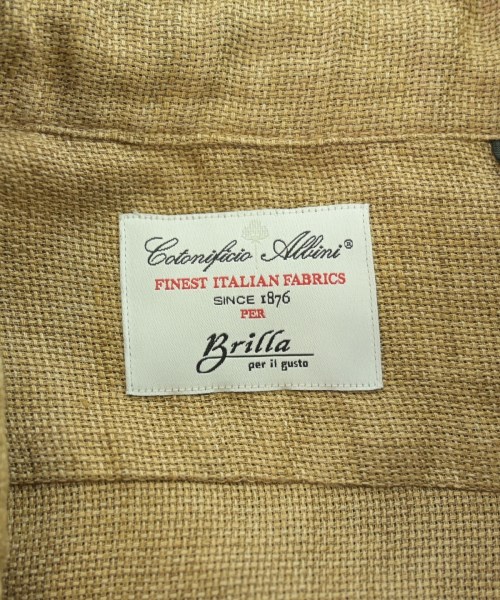 Cotonificio Albini®
FINEST ITALIAN FABRICS
SINCE 1876
PER
Brilla
per il gusto